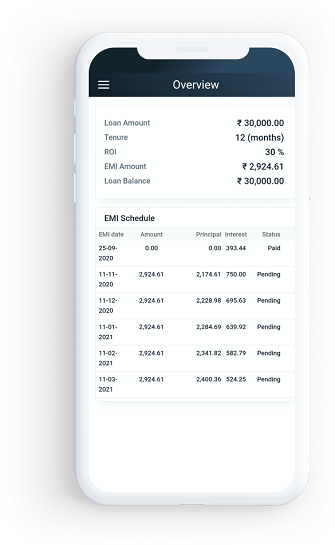 Overview
Loan Amount ₹ 30,000.00
Tenure 12 (months)
ROI 30 %
EMI Amount ₹ 2,924.61
Loan Balance ₹ 30,000.00
EMI Schedule
EMI date Amount Principal Interest Status
25-09-2020 0.00 0.00 393.44 Paid
11-11-2020 2,924.61 2,174.61 750.00 Pending
11-12-2020 2,924.61 2,228.98 695.63 Pending
11-01-2021 2,924.61 2,284.69 639.92 Pending
11-02-2021 2,924.61 2,341.82 582.79 Pending
11-03-2021 2,924.61 2,400.36 524.25 Pending